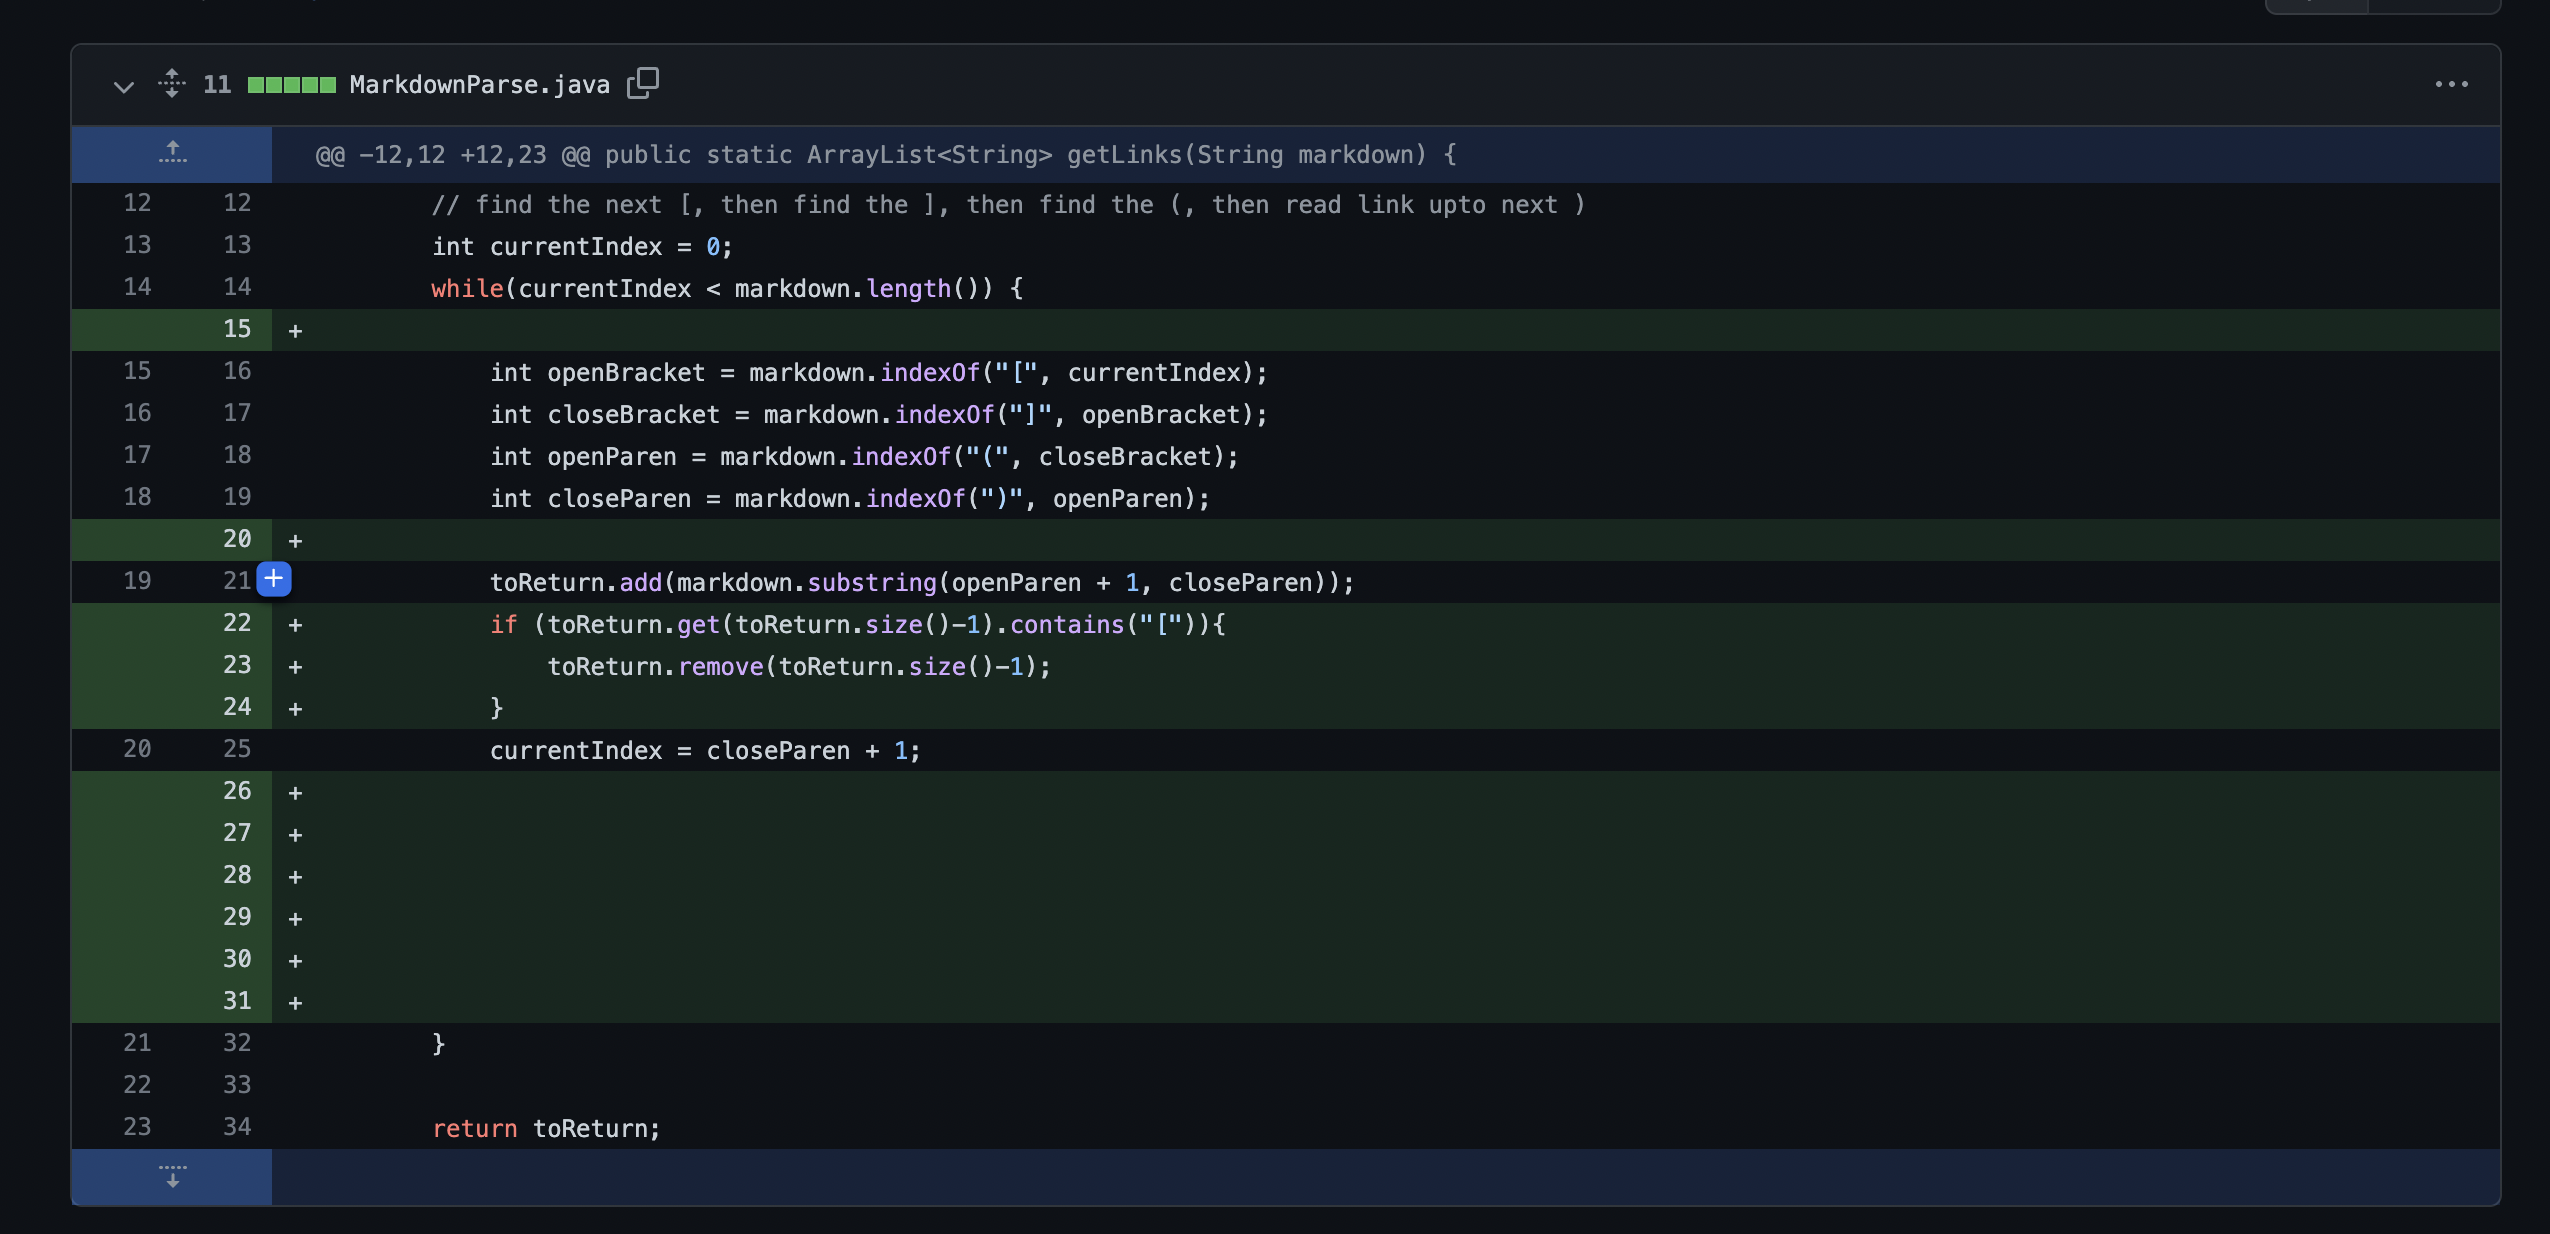 11 MarkdownParse.java
@@ -12,12 +12,23 @@ public static ArrayList<String> getLinks(String markdown) {
12 12 // find the next [, then find the ], then find the (, then read link upto next )
13 13 int currentIndex = 0;
14 14 while(currentIndex < markdown.length()) {
15 +
15 16 int openBracket = markdown.indexOf("[", currentIndex);
16 17 int closeBracket = markdown.indexOf("]", openBracket);
17 18 int openParen = markdown.indexOf("(", closeBracket);
18 19 int closeParen = markdown.indexOf(")", openParen);
20 +
19 21 + toReturn.add(markdown.substring(openParen + 1, closeParen));
22 + if (toReturn.get(toReturn.size()-1).contains("[")){
23 + toReturn.remove(toReturn.size()-1);
24 + }
20 25 currentIndex = closeParen + 1;
26 +
27 +
28 +
29 +
30 +
31 +
21 32 }
22 33
23 34 return toReturn;